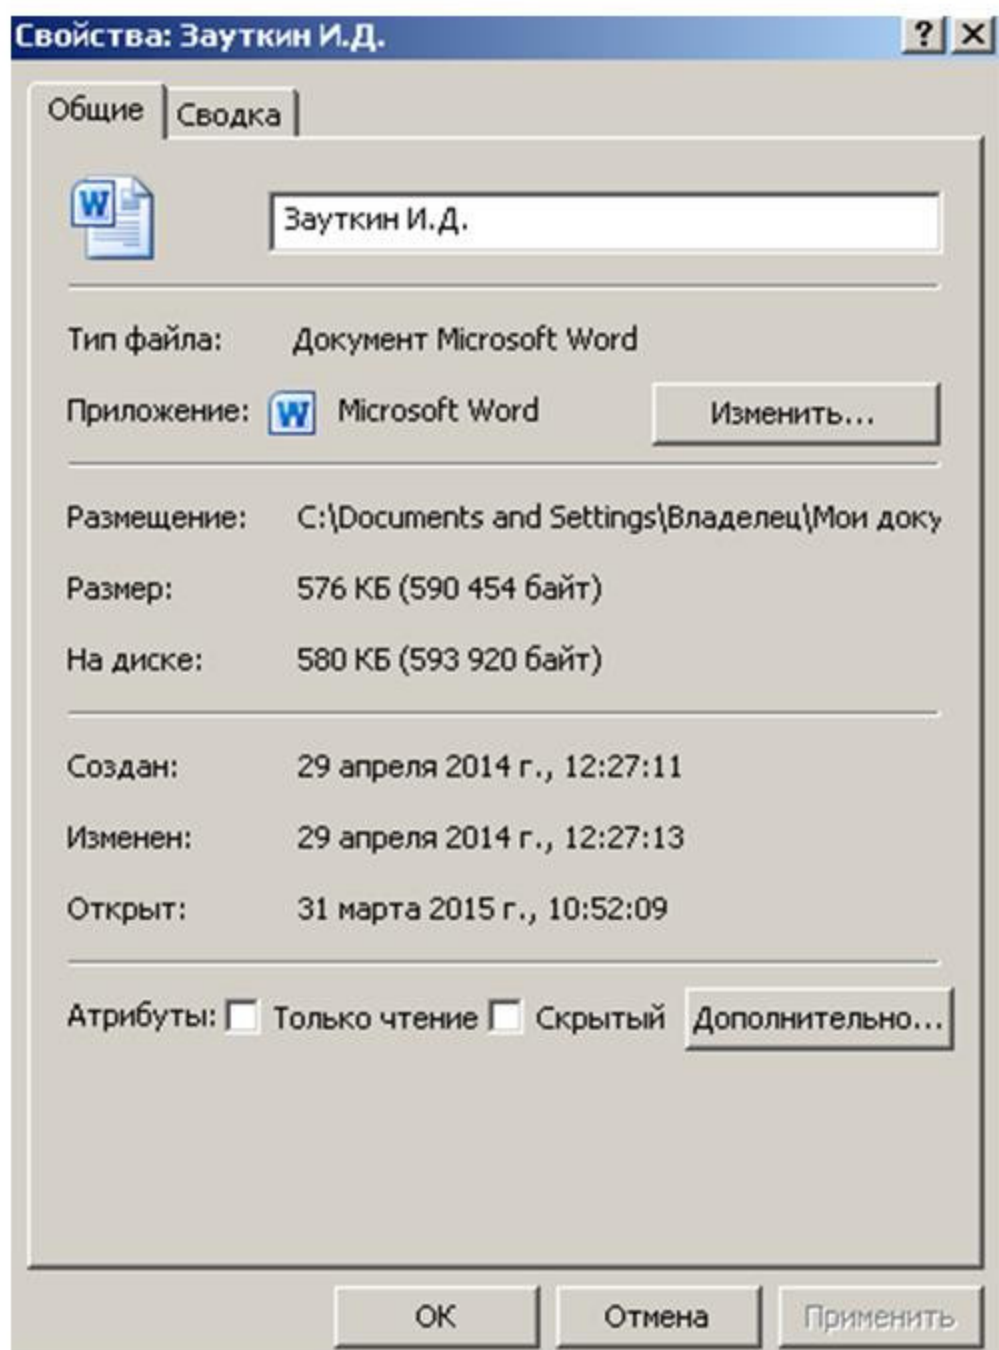 Свойства: Зауткин И.Д.
Общие Сводка
W
Зауткин И.Д.
Тип файла: Документ Microsoft Word
Приложение: W Microsoft Word Изменить...
Размещение: C:\Documents and Settings\Владелец\Мои доку
Размер: 576 КБ (590 454 байт)
На диске: 580 КБ (593 920 байт)
Создан: 29 апреля 2014 г., 12:27:11
Изменен: 29 апреля 2014 г., 12:27:13
Открыт: 31 марта 2015 г., 10:52:09
Атрибуты: Только чтение Скрытый Дополнительно...
ОК Отмена Применить